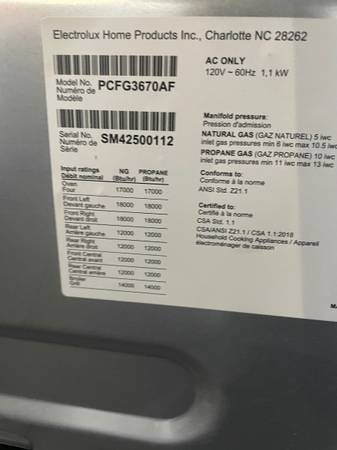 Electrolux Home Products Inc., Charlotte NC 28262
Model No. PCFG3670AF
Numéro de
Modèle
Serial No. SM42500112
Numéro de
Série
AC ONLY
120V ~ 60Hz 1,1 kW
Manifold pressure:
Pression d'admission
NATURAL GAS (GAZ NATUREL) 5 iwc
inlet gas pressures min 6 iwc max 10.5 iwc
PROPANE GAS (GAZ PROPANE) 10 iwc
inlet gas pressures min 11 iwc max 13 iwc
Conforms to:
Conforme à la norme
ANSI Std. Z21.1
Certified to:
Certifié à la norme
CSA Std. 1.1
CSA/ANSI Z21.1 / CSA 1.1:2018
Household Cooking Appliances / Appareil
électroménager de caisson
Input ratings NG PROPANE
Débit nominal (Btu/hr) (Btu/hr)
Oven
Four 17000 17000
Front Left
Devant gauche 18000 18000
Front Right
Devant droit 18000 18000
Rear Left
Arrière gauche 12000 12000
Rear Right
Arrière droit 12000 12000
Front Central
Central avant 12000 12000
Rear Central
Central arrière 12000 12000
Broiler
Gril 14000 14000